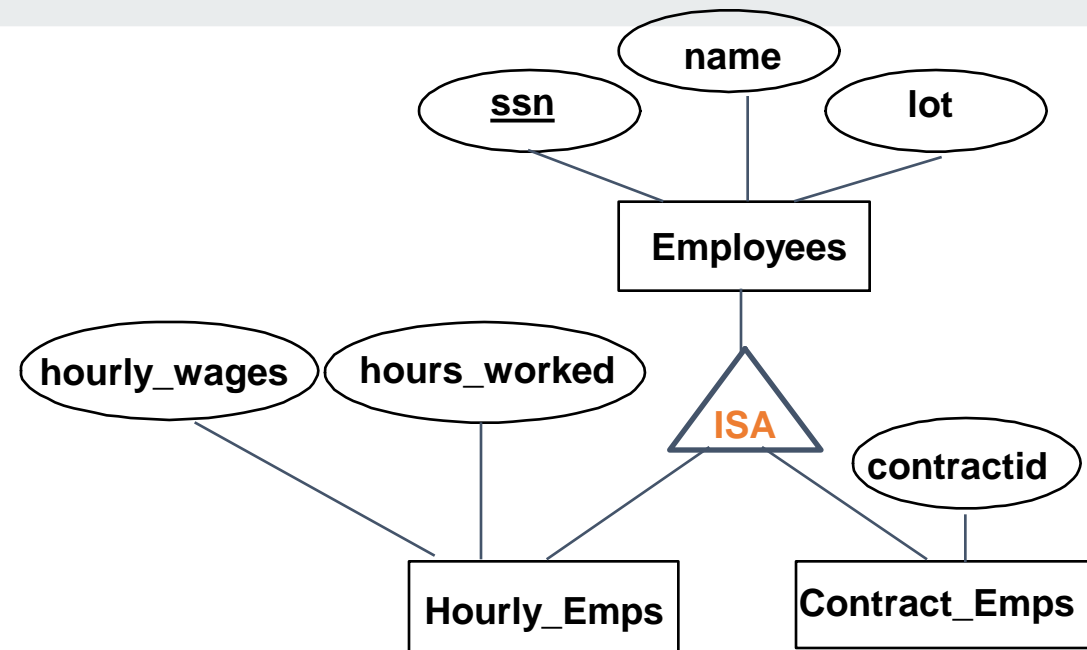 name
ssn
lot
Employees
hourly_wages
hours_worked
ISA
contractid
Hourly_Emps
Contract_Emps